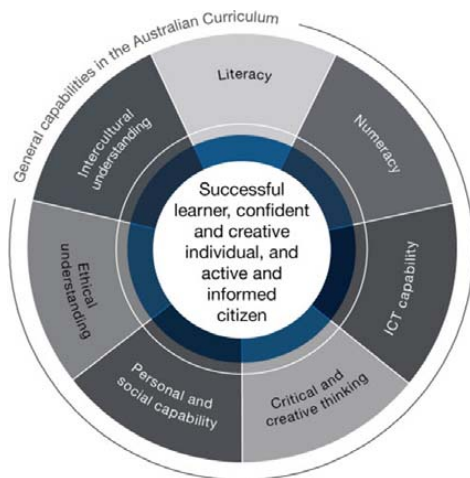 General capabilities in the Australian Curriculum
Literacy
Numeracy
ICT capability
Critical and
creative thinking
Personal and
social capability
Ethical
understanding
Intercultural
understanding
Successful
learner, confident
and creative
individual, and
active and
informed
citizen